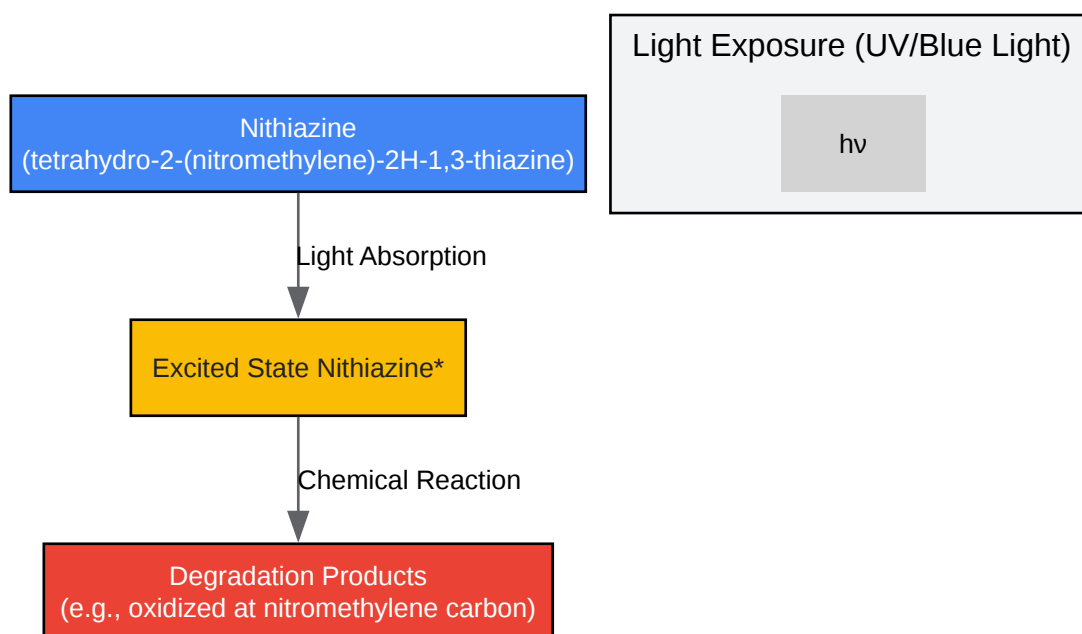 Light Exposure (UV/Blue Light)
hν
Nithiazine
(tetrahydro-2-(nitromethylene)-2H-1,3-thiazine)
Light Absorption
Excited State Nithiazine*
Chemical Reaction
Degradation Products
(e.g., oxidized at nitromethylene carbon)